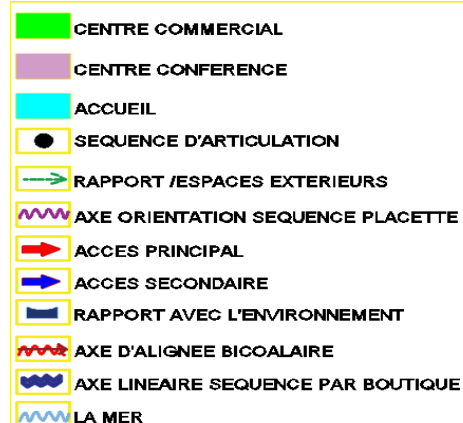 CENTRE COMMERCIAL
CENTRE CONFERENCE
ACCUEIL
SEQUENCE D'ARTICULATION
RAPPORT /ESPACES EXTERIEURS
AXE ORIENTATION SEQUENCE PLACETTE
ACCES PRINCIPAL
ACCES SECONDAIRE
RAPPORT AVEC L'ENVIRONNEMENT
AXE D'ALIGNEE BICOALAIRE
AXE LINEAIRE SEQUENCE PAR BOUTIQUE
LA MER